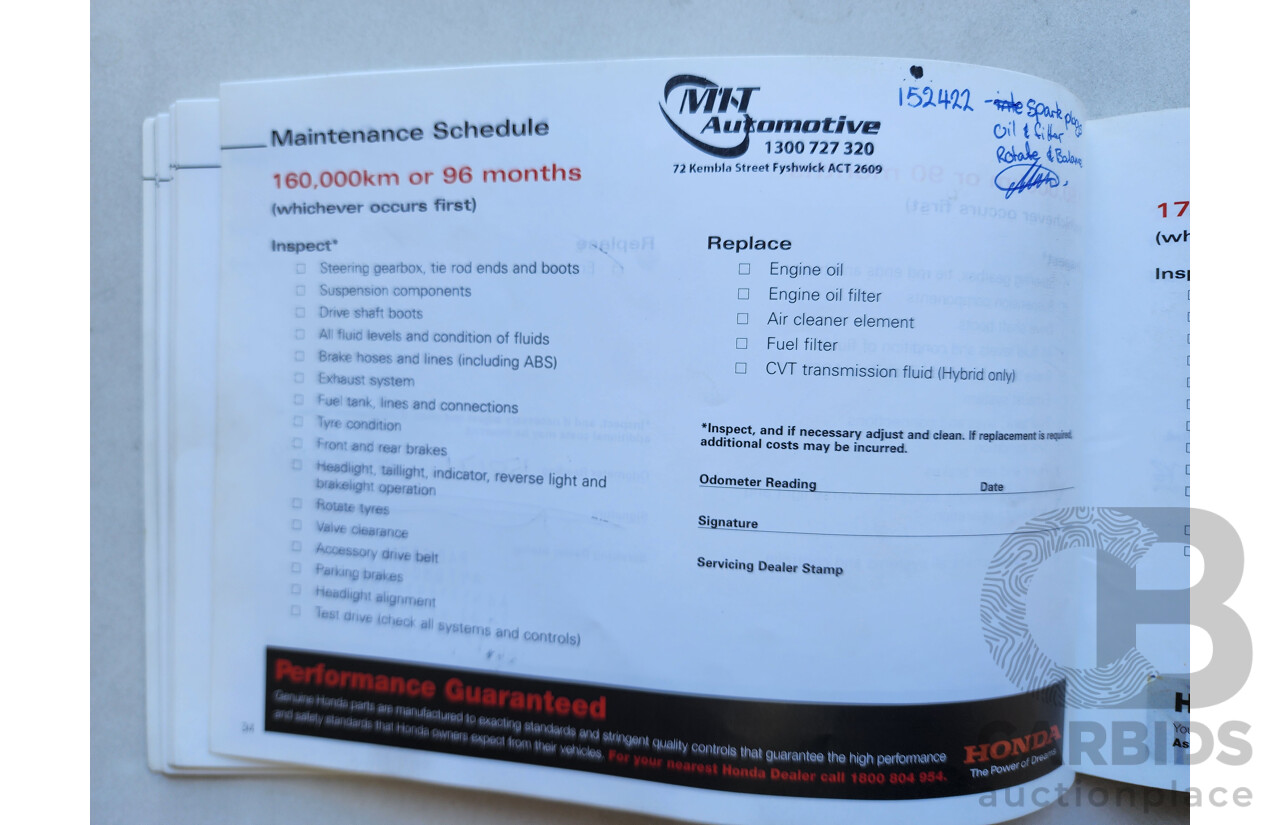 Maintenance Schedule
160,000km or 96 months
(whichever occurs first)
MIT
Automotive
1300 727 320
72 Kembla Street Fyshwick ACT 2609
152422 - Spark plugs
Oil & filter
Rotate & Balance
Inspect*
Steering gearbox, tie rod ends and boots
Suspension components
Drive shaft boots
All fluid levels and condition of fluids
Brake hoses and lines (including ABS)
Exhaust system
Fuel tank, lines and connections
Tyre condition
Front and rear brakes
Headlight, taillight, indicator, reverse light and
brakelight operation
Rotate tyres
Valve clearance
Accessory drive belt
Parking brakes
Headlight alignment
Test drive (check all systems and controls)
Replace
Engine oil
Engine oil filter
Air cleaner element
Fuel filter
CVT transmission fluid (Hybrid only)
*Inspect, and if necessary adjust and clean. If replacement is required,
additional costs may be incurred.
Odometer Reading Date
Signature
Servicing Dealer Stamp
Performance Guaranteed
Genuine Honda parts are manufactured to exacting standards and stringent quality controls that guarantee the high performance
and safety standards that Honda owners expect from their vehicles. For your nearest Honda Dealer call 1800 804 954.
HONDA
The Power of Dreams
34
17
(wh
Insp
H
You
As
CARBIDS
auctionplace